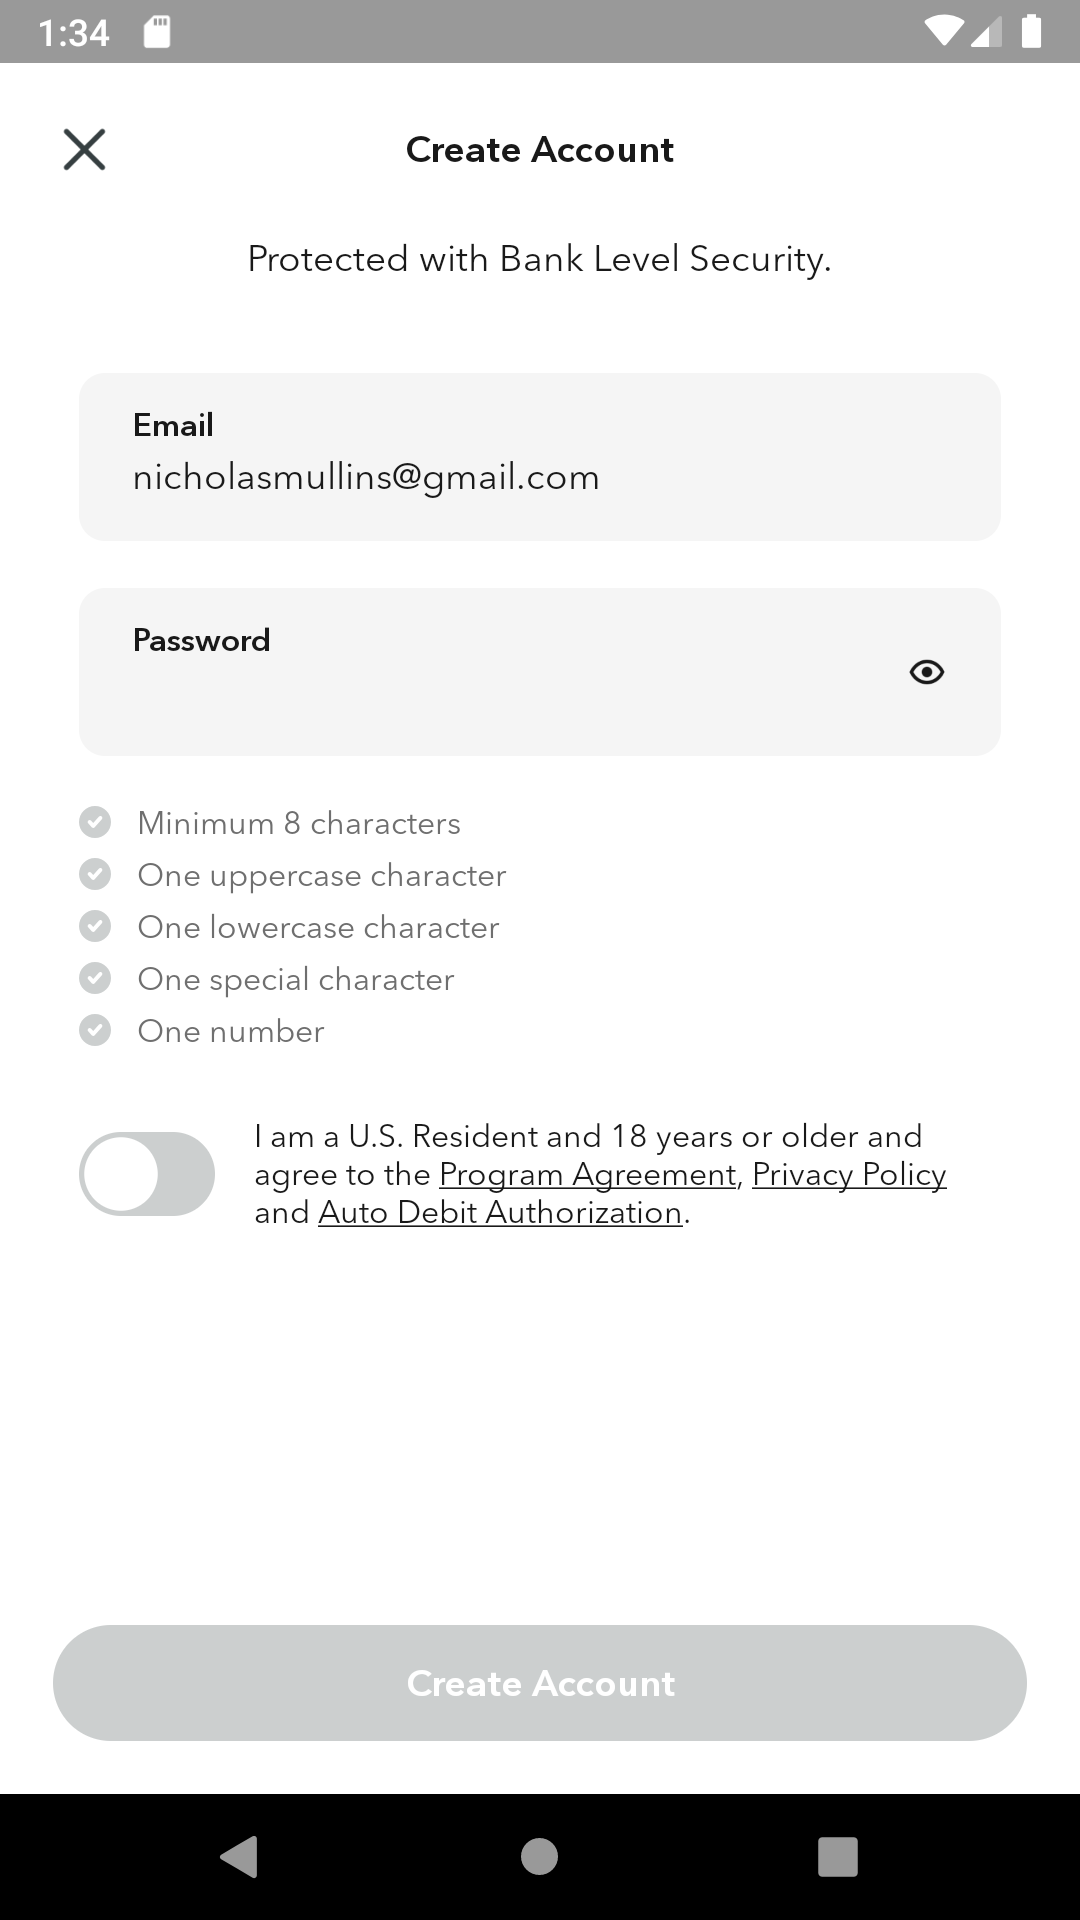 1:34
Create Account
Protected with Bank Level Security.
Email
nicholasmullins@gmail.com
Password
Minimum 8 characters
One uppercase character
One lowercase character
One special character
One number
I am a U.S. Resident and 18 years or older and
agree to the Program Agreement, Privacy Policy
and Auto Debit Authorization.
Create Account